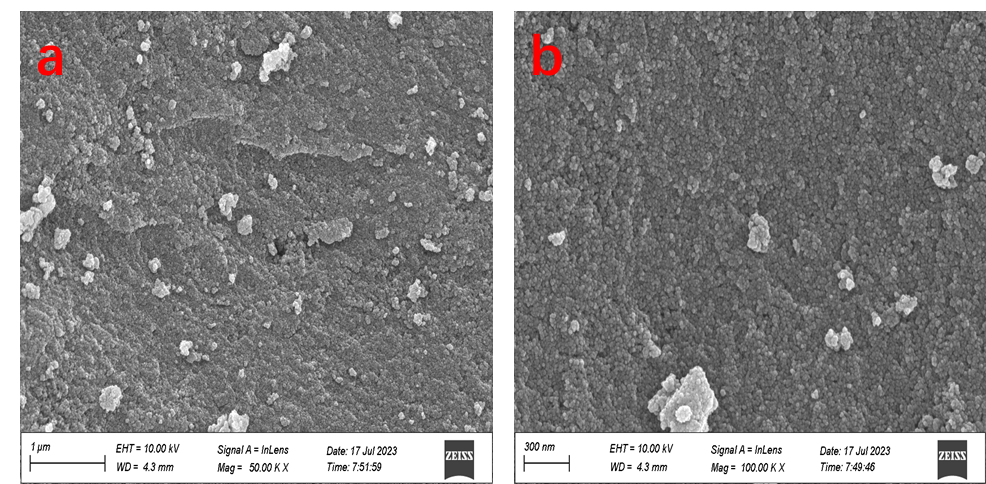 a
1 µm
EHT = 10.00 kV
WD = 4.3 mm
Signal A = InLens
Mag = 50.00 K X
Date: 17 Jul 2023
Time: 7:51:59
ZEISS
b
300 nm
EHT = 10.00 kV
WD = 4.3 mm
Signal A = InLens
Mag = 100.00 K X
Date: 17 Jul 2023
Time: 7:49:46
ZEISS